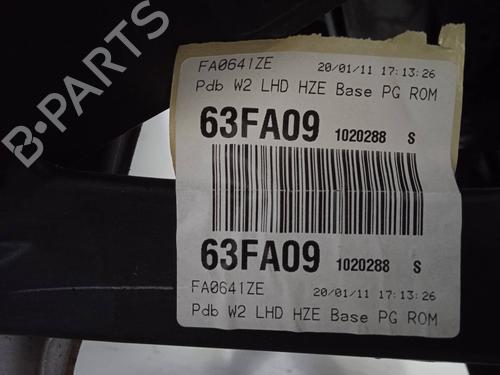 FA0641ZE 20/01/11 17:13:26
Pdb W2 LHD HZE Base PG ROM
63FA09 1020288 S
63FA09 1020288 S
FA0641ZE 20/01/11 17:13:26
Pdb W2 LHD HZE Base PG ROM
B-PARTS